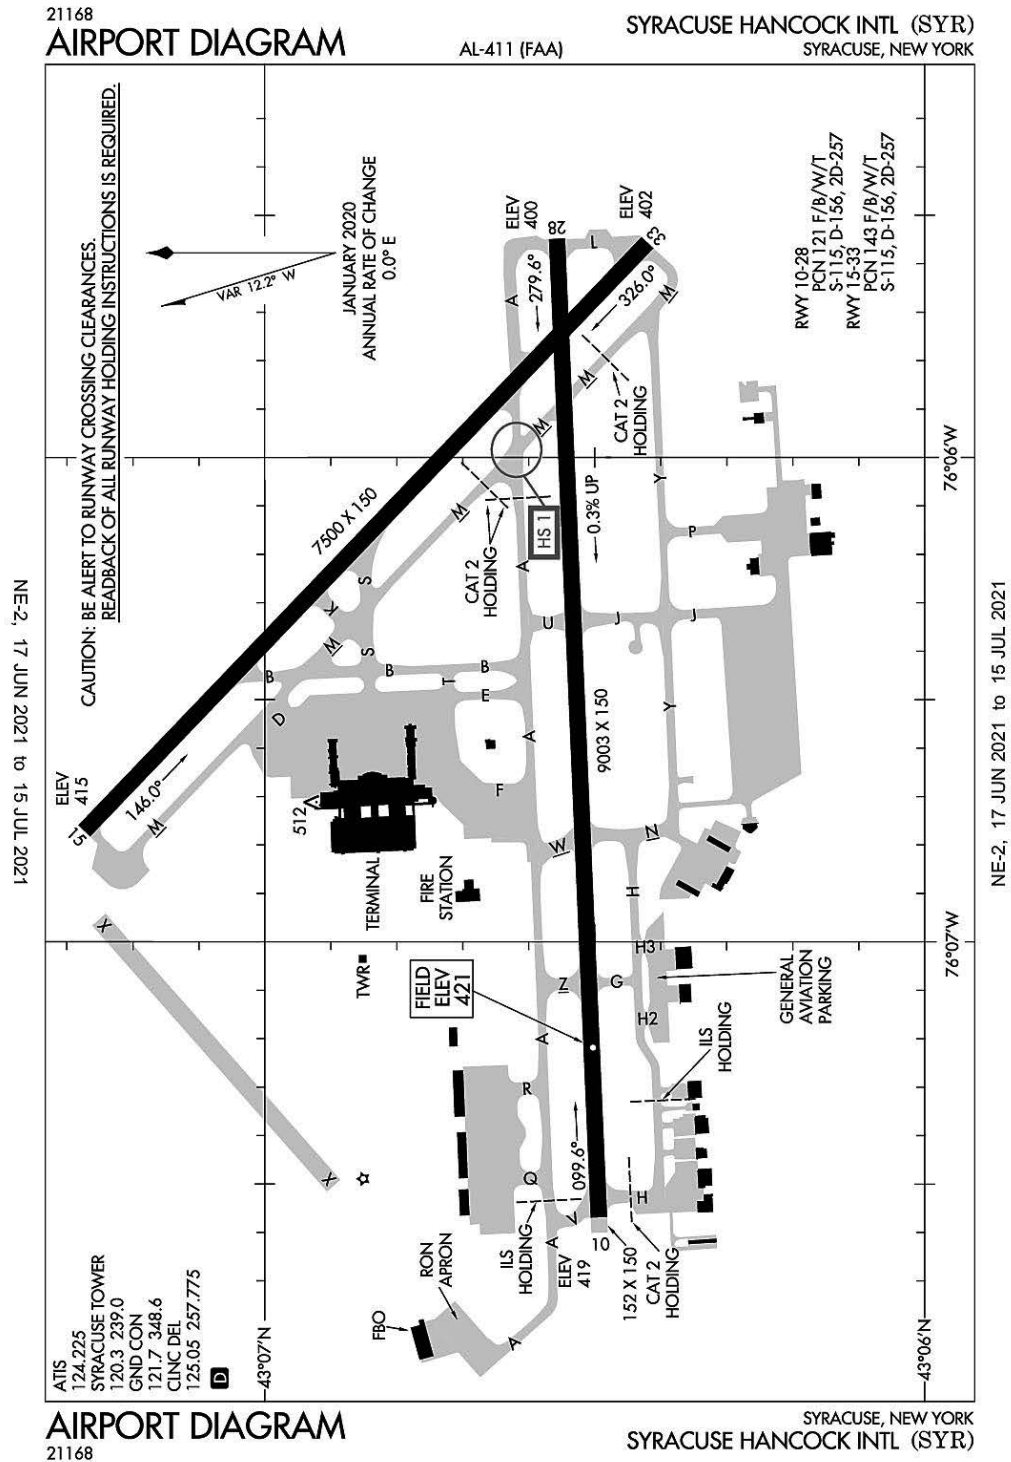 21168
AIRPORT DIAGRAM
AL-411 (FAA)
SYRACUSE HANCOCK INTL (SYR)
SYRACUSE, NEW YORK
CAUTION: BE ALERT TO RUNWAY CROSSING CLEARANCES.
READBACK OF ALL RUNWAY HOLDING INSTRUCTIONS IS REQUIRED.
VAR 12.2° W
JANUARY 2020
ANNUAL RATE OF CHANGE
0.0° E
ELEV
400
28
ELEV
402
33
L
A
279.6°
326.0°
M
RWY 10-28
PCN 121 F/B/W/T
S-115, D-156, 2D-257
RWY 15-33
PCN 143 F/B/W/T
S-115, D-156, 2D-257
M
CAT 2
HOLDING
M
76°06'W
7500 X 150
M
HS 1
0.3% UP
Y
P
CAT 2
HOLDING
A
S
K
M
S
U
J
J
B
B
B
T
E
D
A
Y
9003 X 150
ELEV
415
15
146.0°
M
512
F
W
N
TERMINAL
FIRE
STATION
H
X
TWR
76°07'W
FIELD
ELEV
421
Z
G
H3
H2
GENERAL
AVIATION
PARKING
A
ILS
HOLDING
R
099.6°
X
Q
H
V
A
ILS
HOLDING
ELEV
419
10
152 X 150
CAT 2
HOLDING
RON
APRON
FBO
A
ATIS
124.225
SYRACUSE TOWER
120.3 239.0
GND CON
121.7 348.6
CLNC DEL
125.05 257.775
D
43°07'N
43°06'N
NE-2, 17 JUN 2021 to 15 JUL 2021
NE-2, 17 JUN 2021 to 15 JUL 2021
AIRPORT DIAGRAM
21168
SYRACUSE, NEW YORK
SYRACUSE HANCOCK INTL (SYR)